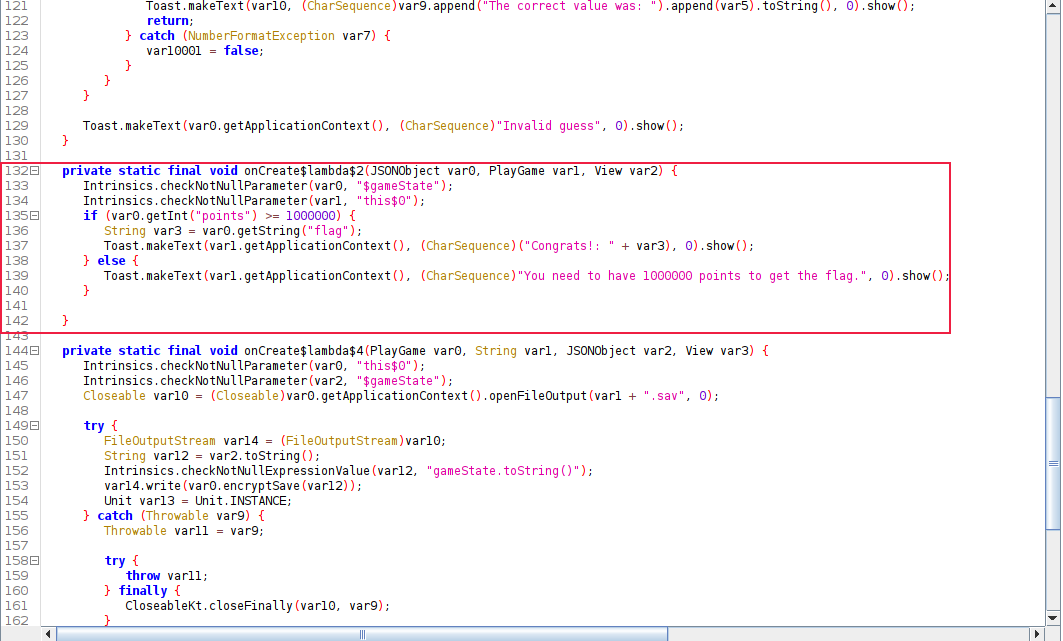 121 Toast.makeText(var10, (CharSequence)var9.append("The correct value was: ").append(var5).toString(), 0).show();
122 return;
123 } catch (NumberFormatException var7) {
124 var10001 = false;
125 }
126 }
127 }
128
129 Toast.makeText(var0.getApplicationContext(), (CharSequence)"Invalid guess", 0).show();
130 }
131
132 private static final void onCreate$lambda$2(JSONObject var0, PlayGame var1, View var2) {
133 Intrinsics.checkNotNullParameter(var0, "$gameState");
134 Intrinsics.checkNotNullParameter(var1, "this$0");
135 if (var0.getInt("points") >= 1000000) {
136 String var3 = var0.getString("flag");
137 Toast.makeText(var1.getApplicationContext(), (CharSequence)("Congrats!: " + var3), 0).show();
138 } else {
139 Toast.makeText(var1.getApplicationContext(), (CharSequence)"You need to have 1000000 points to get the flag.", 0).show();
140 }
141
142 }
143
144 private static final void onCreate$lambda$4(PlayGame var0, String var1, JSONObject var2, View var3) {
145 Intrinsics.checkNotNullParameter(var0, "this$0");
146 Intrinsics.checkNotNullParameter(var2, "$gameState");
147 Closeable var10 = (Closeable)var0.getApplicationContext().openFileOutput(var1 + ".sav", 0);
148
149 try {
150 FileOutputStream var14 = (FileOutputStream)var10;
151 String var12 = var2.toString();
152 Intrinsics.checkNotNullExpressionValue(var12, "gameState.toString()");
153 var14.write(var0.encryptSave(var12));
154 Unit var13 = Unit.INSTANCE;
155 } catch (Throwable var9) {
156 Throwable var11 = var9;
157
158 try {
159 throw var11;
160 } finally {
161 CloseableKt.closeFinally(var10, var9);
162 }